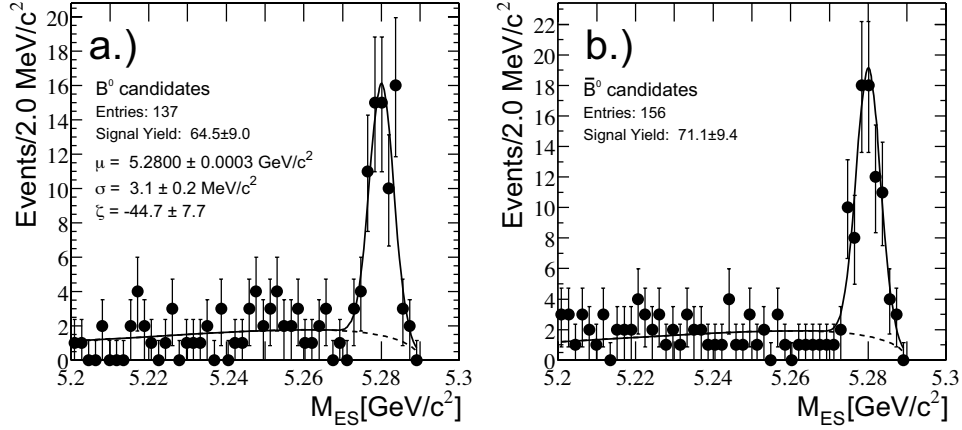 Events/2.0 MeV/c²
20
18
16
14
12
10
8
6
4
2
0
a.)
B⁰ candidates
Entries: 137
Signal Yield: 64.5±9.0
μ = 5.2800 ± 0.0003 GeV/c²
σ = 3.1 ± 0.2 MeV/c²
ζ = -44.7 ± 7.7
5.2 5.22 5.24 5.26 5.28 5.3
M_ES[GeV/c²]
Events/2.0 MeV/c²
22
20
18
16
14
12
10
8
6
4
2
0
b.)
B̄⁰ candidates
Entries: 156
Signal Yield: 71.1±9.4
5.2 5.22 5.24 5.26 5.28 5.3
M_ES[GeV/c²]